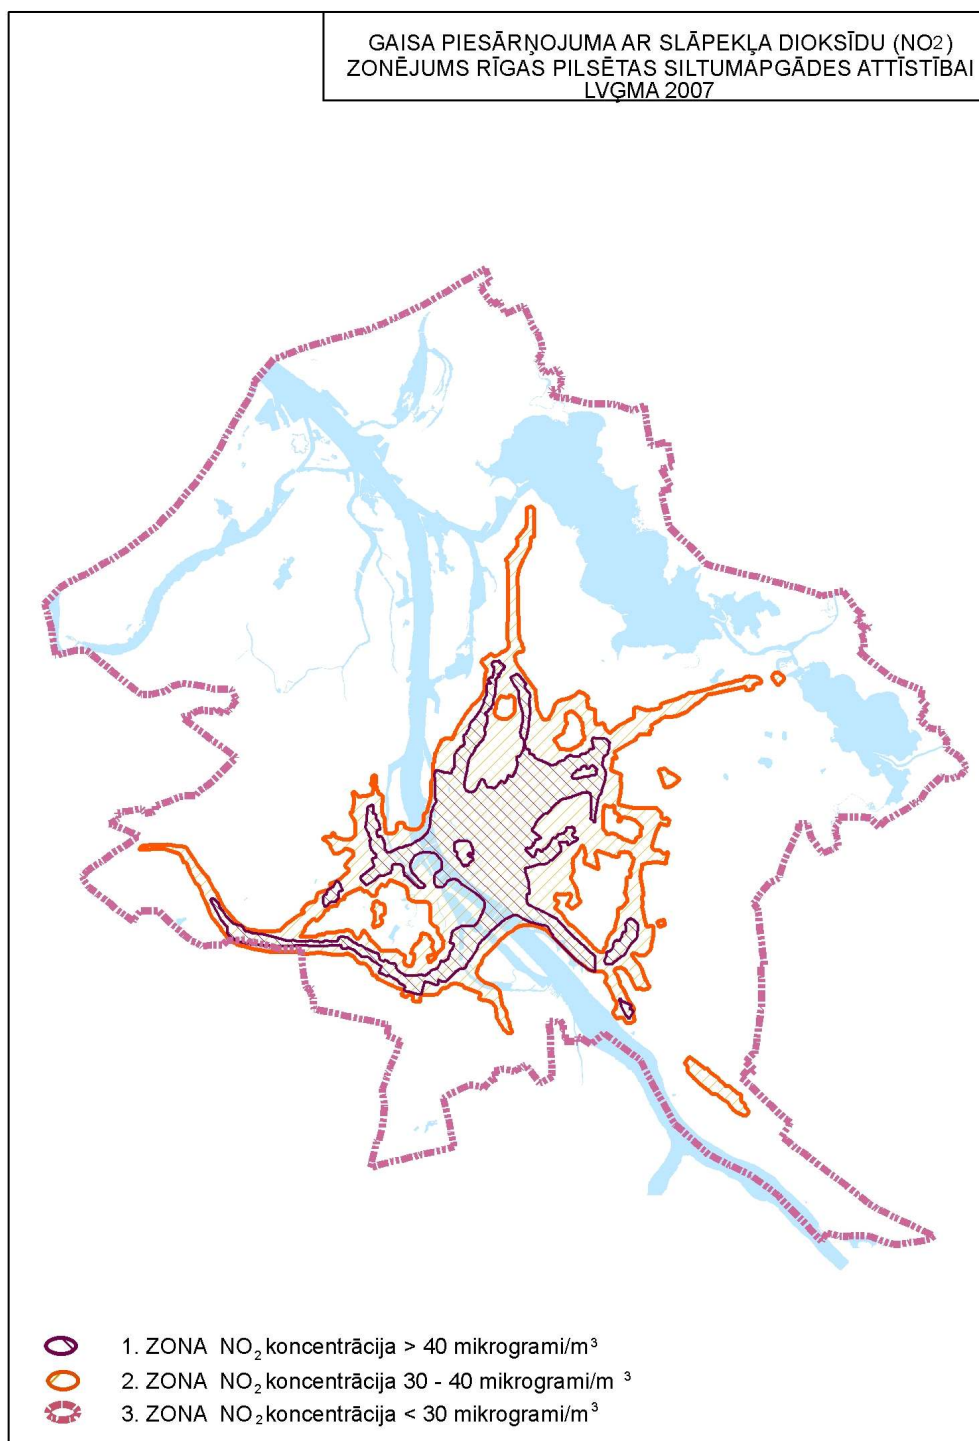 GAISA PIESĀRŅOJUMA AR SLĀPEKĻA DIOKSĪDU (NO2)
ZONĒJUMS RĪGAS PILSĒTAS SILTUMAPGĀDES ATTĪSTĪBAI
LVĢMA 2007
1. ZONA NO₂ koncentrācija > 40 mikrogrami/m³
2. ZONA NO₂ koncentrācija 30 - 40 mikrogrami/m ³
3. ZONA NO₂ koncentrācija < 30 mikrogrami/m³